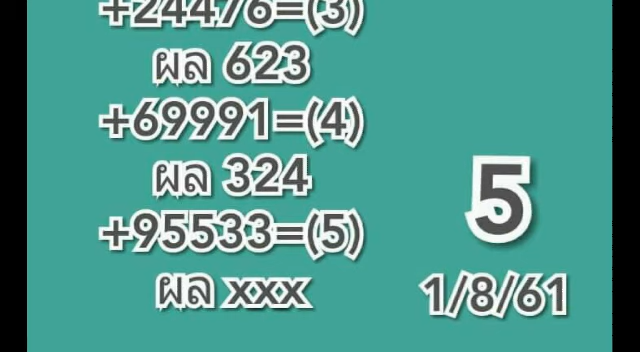 +24476=(3)
ผล 623
+69991=(4)
ผล 324
+95533=(5)
ผล xxx
5
1/8/61